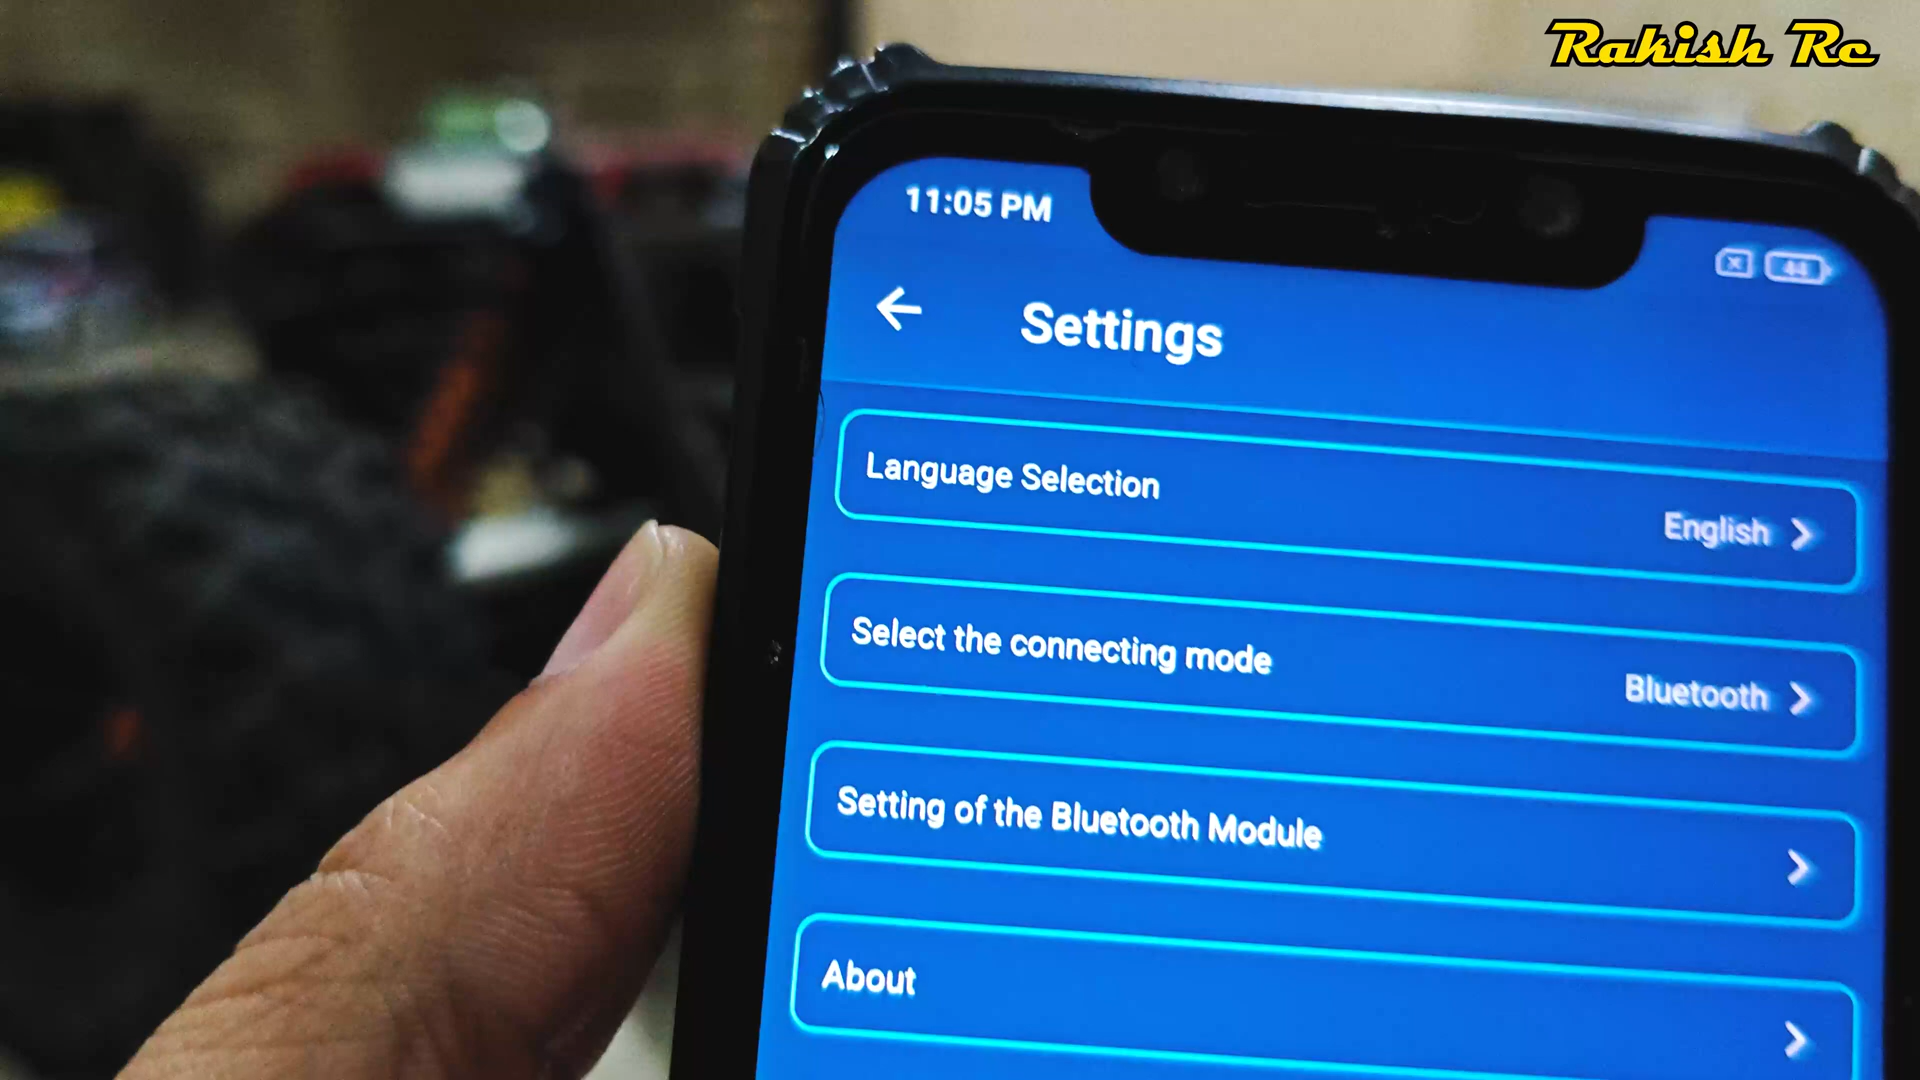 Rakish Rc
11:05 PM
44
Settings
Language Selection
English
Select the connecting mode
Bluetooth
Setting of the Bluetooth Module
About